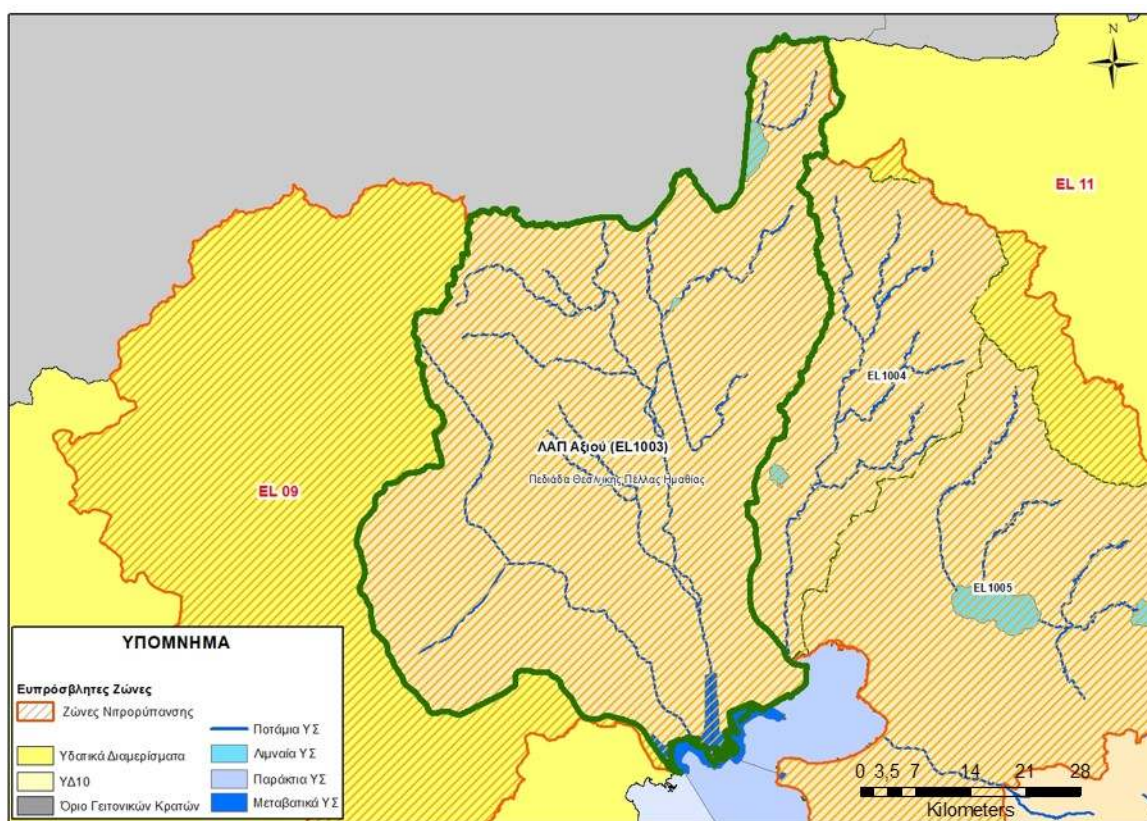 N
EL 11
EL1004
ΛΑΠ Αξιού (EL1003)
Πεδιάδα Θεσ/νίκης Πέλλας Ημαθίας
EL 09
EL1005
ΥΠΟΜΝΗΜΑ
Ευπρόσβλητες Ζώνες
Ζώνες Νιτρορύπανσης
Υδατικά Διαμερίσματα
ΥΔ10
Όριο Γειτονικών Κρατών
Ποτάμια ΥΣ
Λιμναία ΥΣ
Παράκτια ΥΣ
Μεταβατικά ΥΣ
0 3,5 7 14 21 28
Kilometers